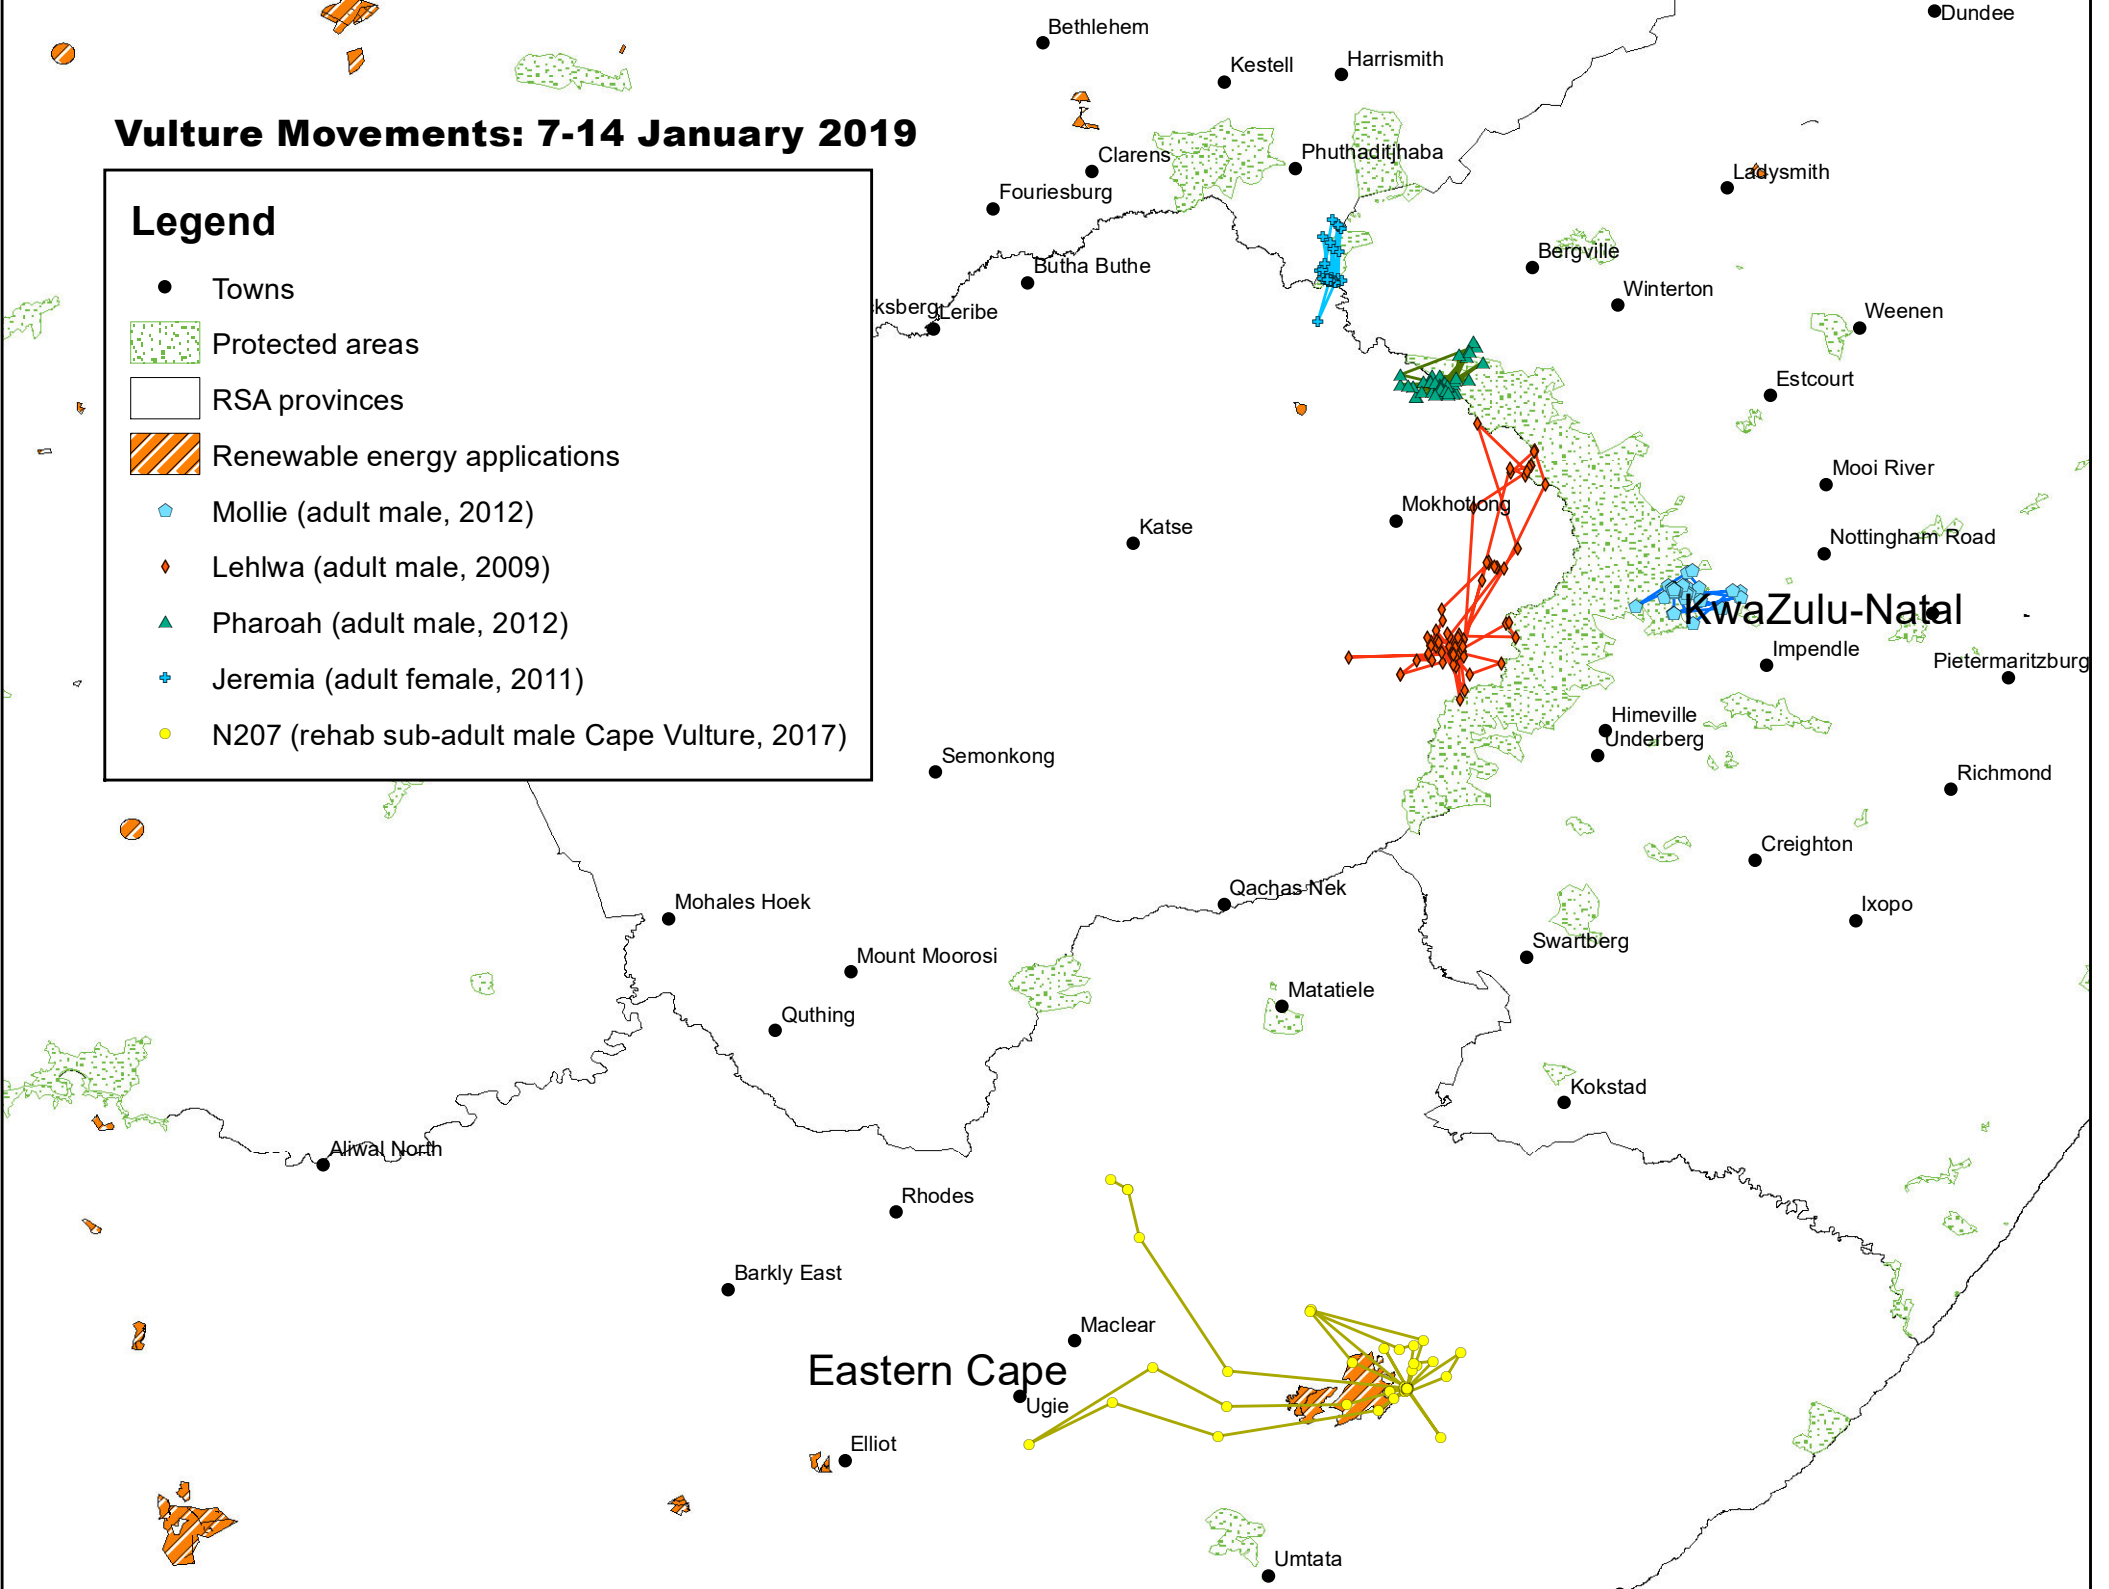 Dundee
Bethlehem
Kestell
Harrismith
Vulture Movements: 7-14 January 2019
Clarens
Phuthaditjhaba
Ladysmith
Fouriesburg
Legend
Towns
Protected areas
RSA provinces
Renewable energy applications
Mollie (adult male, 2012)
Lehlwa (adult male, 2009)
Pharoah (adult male, 2012)
Jeremia (adult female, 2011)
N207 (rehab sub-adult male Cape Vulture, 2017)
Butha Buthe
Bergville
Winterton
cksberg
Leribe
Weenen
Estcourt
Mooi River
Mokhotlong
Katse
Nottingham Road
KwaZulu-Natal
Impendle
Pietermaritzburg
Himeville
Underberg
Semonkong
Richmond
Creighton
Qachas Nek
Mohales Hoek
Ixopo
Swartberg
Mount Moorosi
Matatiele
Quthing
Kokstad
Aliwal North
Rhodes
Barkly East
Maclear
Eastern Cape
Ugie
Elliot
Umtata